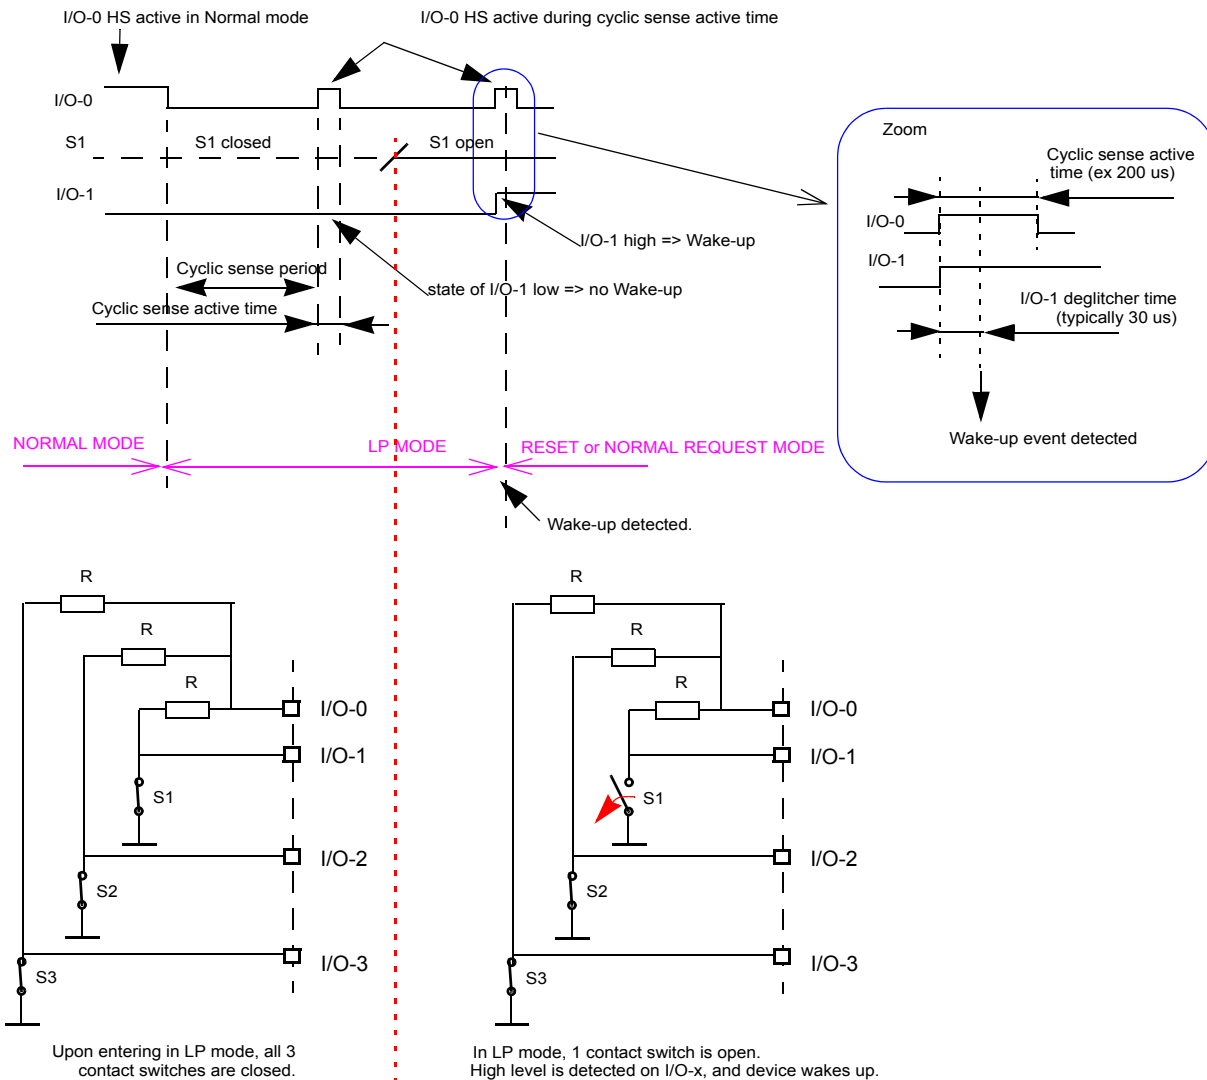 I/O-0 HS active in Normal mode
I/O-0 HS active during cyclic sense active time
I/O-0
S1
S1 closed
S1 open
I/O-1
I/O-1 high => Wake-up
Cyclic sense period
state of I/O-1 low => no Wake-up
Cyclic sense active time
Zoom
Cyclic sense active
time (ex 200 us)
I/O-0
I/O-1
I/O-1 deglitcher time
(typically 30 us)
Wake-up event detected
NORMAL MODE
LP MODE
RESET or NORMAL REQUEST MODE
Wake-up detected.
R
R
R
I/O-0
I/O-1
S1
I/O-2
S2
I/O-3
S3
Upon entering in LP mode, all 3
contact switches are closed.
R
R
R
I/O-0
I/O-1
S1
I/O-2
S2
I/O-3
S3
In LP mode, 1 contact switch is open.
High level is detected on I/O-x, and device wakes up.